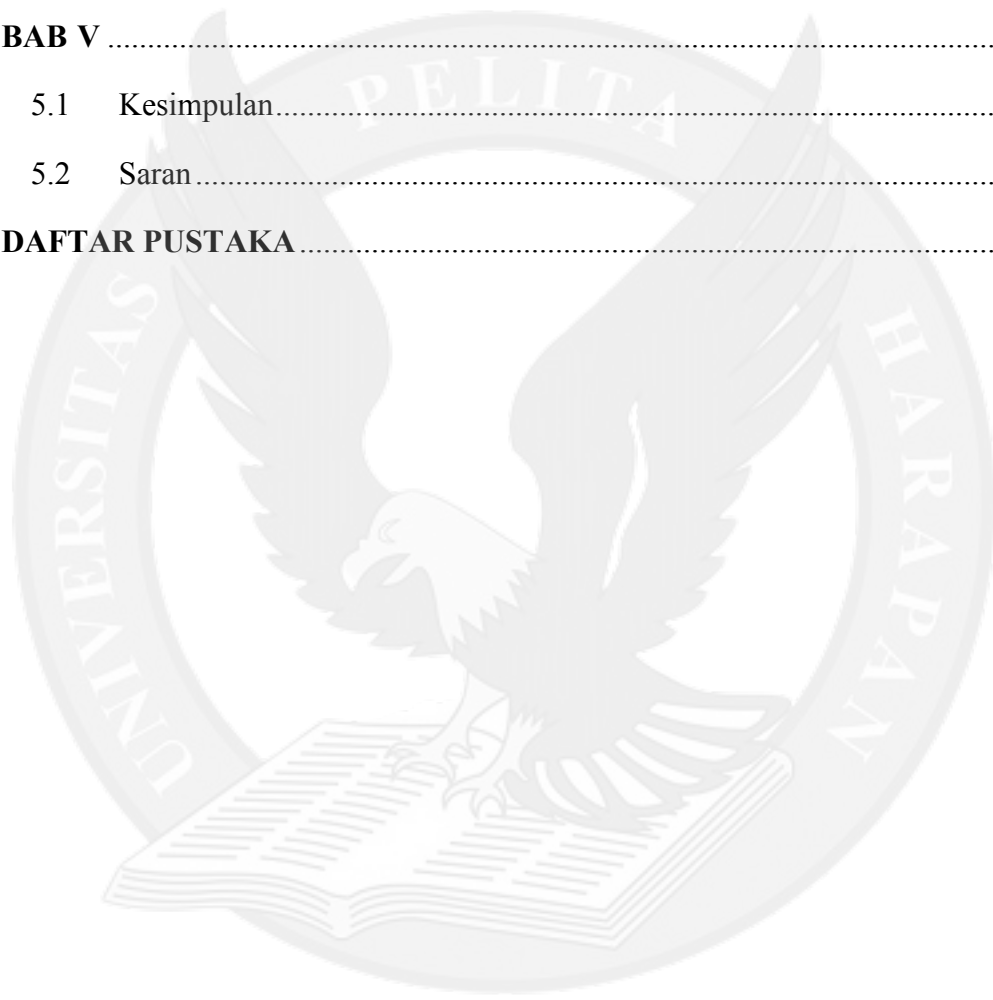 BAB V ........................................................................................................................
5.1 Kesimpulan..............................................................................................
5.2 Saran .........................................................................................................
DAFTAR PUSTAKA .............................................................................................
UNIVERSITAS PELITA HARAPAN